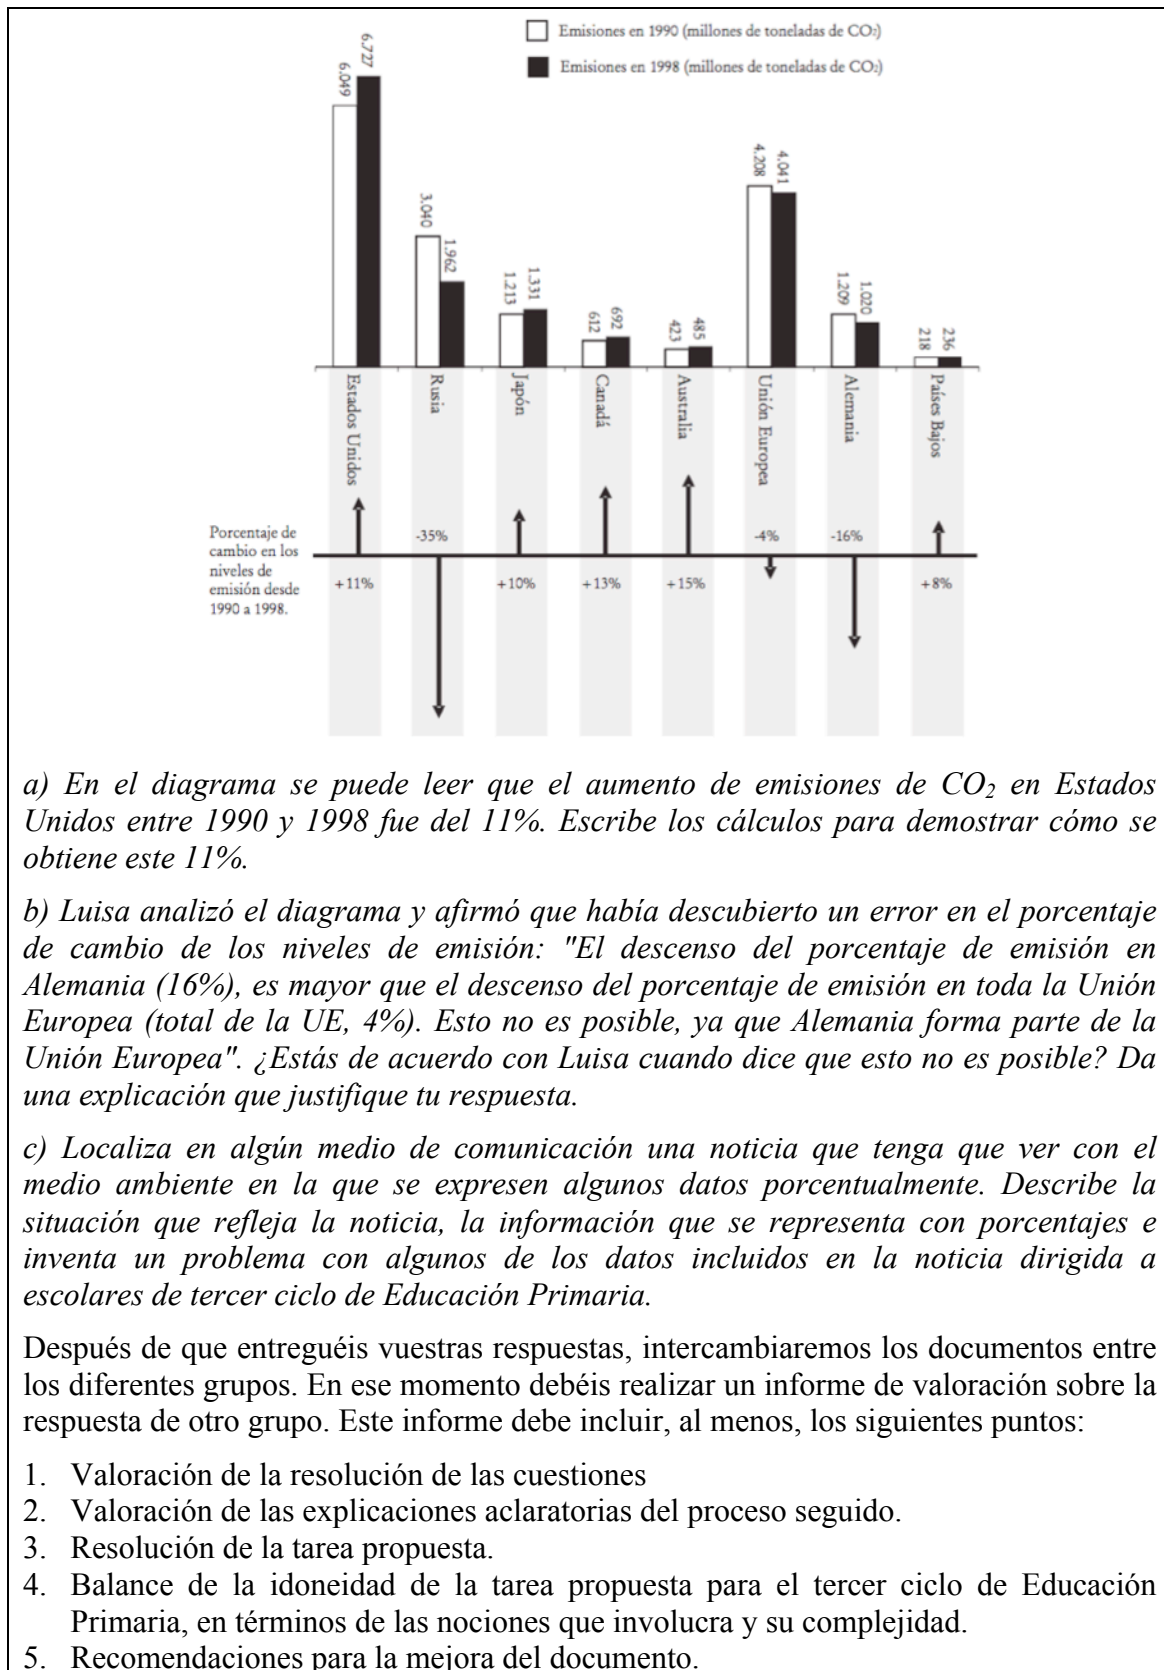 Emisiones en 1990 (millones de toneladas de CO₂)
Emisiones en 1998 (millones de toneladas de CO₂)
6.049
6.727
3.040
1.962
1.213
1.331
612
692
423
485
4.208
4.041
1.209
1.020
218
236
Estados Unidos
Rusia
Japón
Canadá
Australia
Unión Europea
Alemania
Países Bajos
Porcentaje de
cambio en los
niveles de
emisión desde
1990 a 1998.
-35%
-4%
-16%
+11%
+10%
+13%
+15%
+8%
a) En el diagrama se puede leer que el aumento de emisiones de CO₂ en Estados
Unidos entre 1990 y 1998 fue del 11%. Escribe los cálculos para demostrar cómo se
obtiene este 11%.
b) Luisa analizó el diagrama y afirmó que había descubierto un error en el porcentaje
de cambio de los niveles de emisión: "El descenso del porcentaje de emisión en
Alemania (16%), es mayor que el descenso del porcentaje de emisión en toda la Unión
Europea (total de la UE, 4%). Esto no es posible, ya que Alemania forma parte de la
Unión Europea". ¿Estás de acuerdo con Luisa cuando dice que esto no es posible? Da
una explicación que justifique tu respuesta.
c) Localiza en algún medio de comunicación una noticia que tenga que ver con el
medio ambiente en la que se expresen algunos datos porcentualmente. Describe la
situación que refleja la noticia, la información que se representa con porcentajes e
inventa un problema con algunos de los datos incluidos en la noticia dirigida a
escolares de tercer ciclo de Educación Primaria.
Después de que entreguéis vuestras respuestas, intercambiaremos los documentos entre
los diferentes grupos. En ese momento debéis realizar un informe de valoración sobre la
respuesta de otro grupo. Este informe debe incluir, al menos, los siguientes puntos:
1. Valoración de la resolución de las cuestiones
2. Valoración de las explicaciones aclaratorias del proceso seguido.
3. Resolución de la tarea propuesta.
4. Balance de la idoneidad de la tarea propuesta para el tercer ciclo de Educación
Primaria, en términos de las nociones que involucra y su complejidad.
5. Recomendaciones para la mejora del documento.